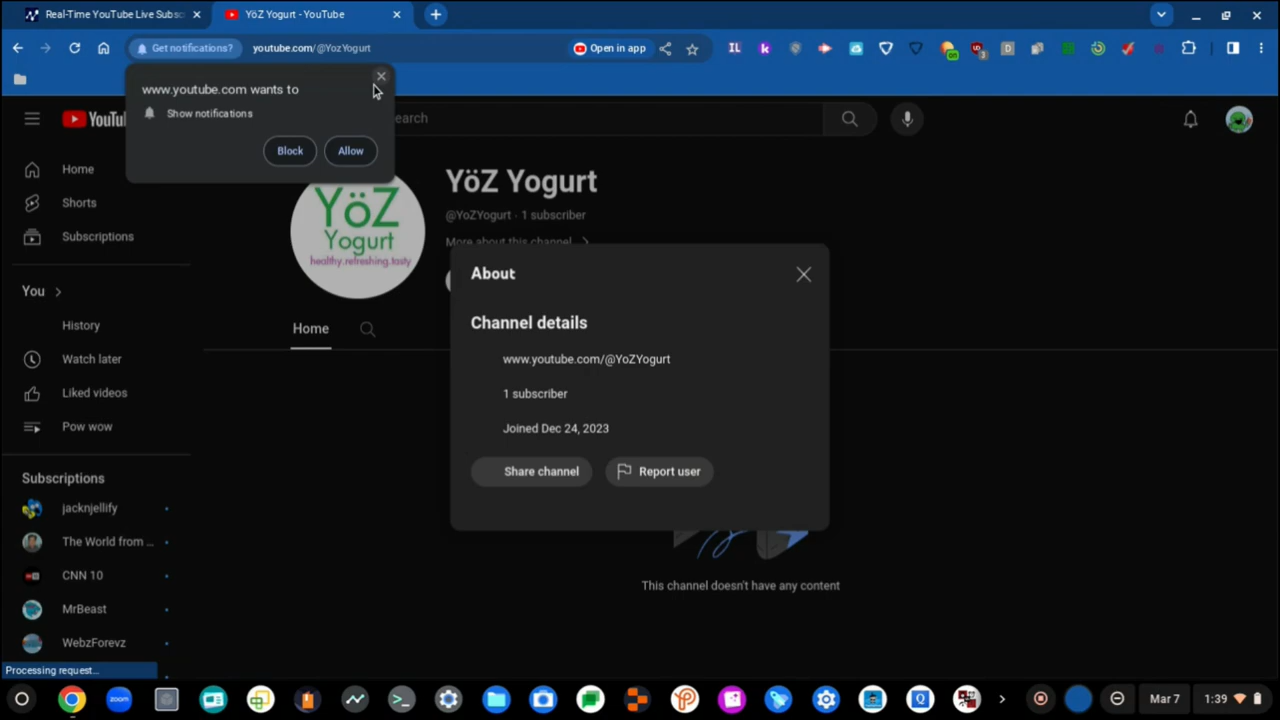 Real-Time YouTube Live Subsc
YöZ Yogurt - YouTube
Get notifications?
youtube.com/@YozYogurt
Open in app
www.youtube.com wants to
Show notifications
Block
Allow
YouTu
earch
Home
Shorts
Subscriptions
You
History
Watch later
Liked videos
Pow wow
Subscriptions
jacknjellify
The World from ...
CNN 10
MrBeast
WebzForevz
Processing request...
YöZ
Yogurt
healthy.refreshing.tasty
YöZ Yogurt
@YoZYogurt · 1 subscriber
More about this channel
Home
About
Channel details
www.youtube.com/@YoZYogurt
1 subscriber
Joined Dec 24, 2023
Share channel
Report user
This channel doesn't have any content
zoom
Mar 7
1:39